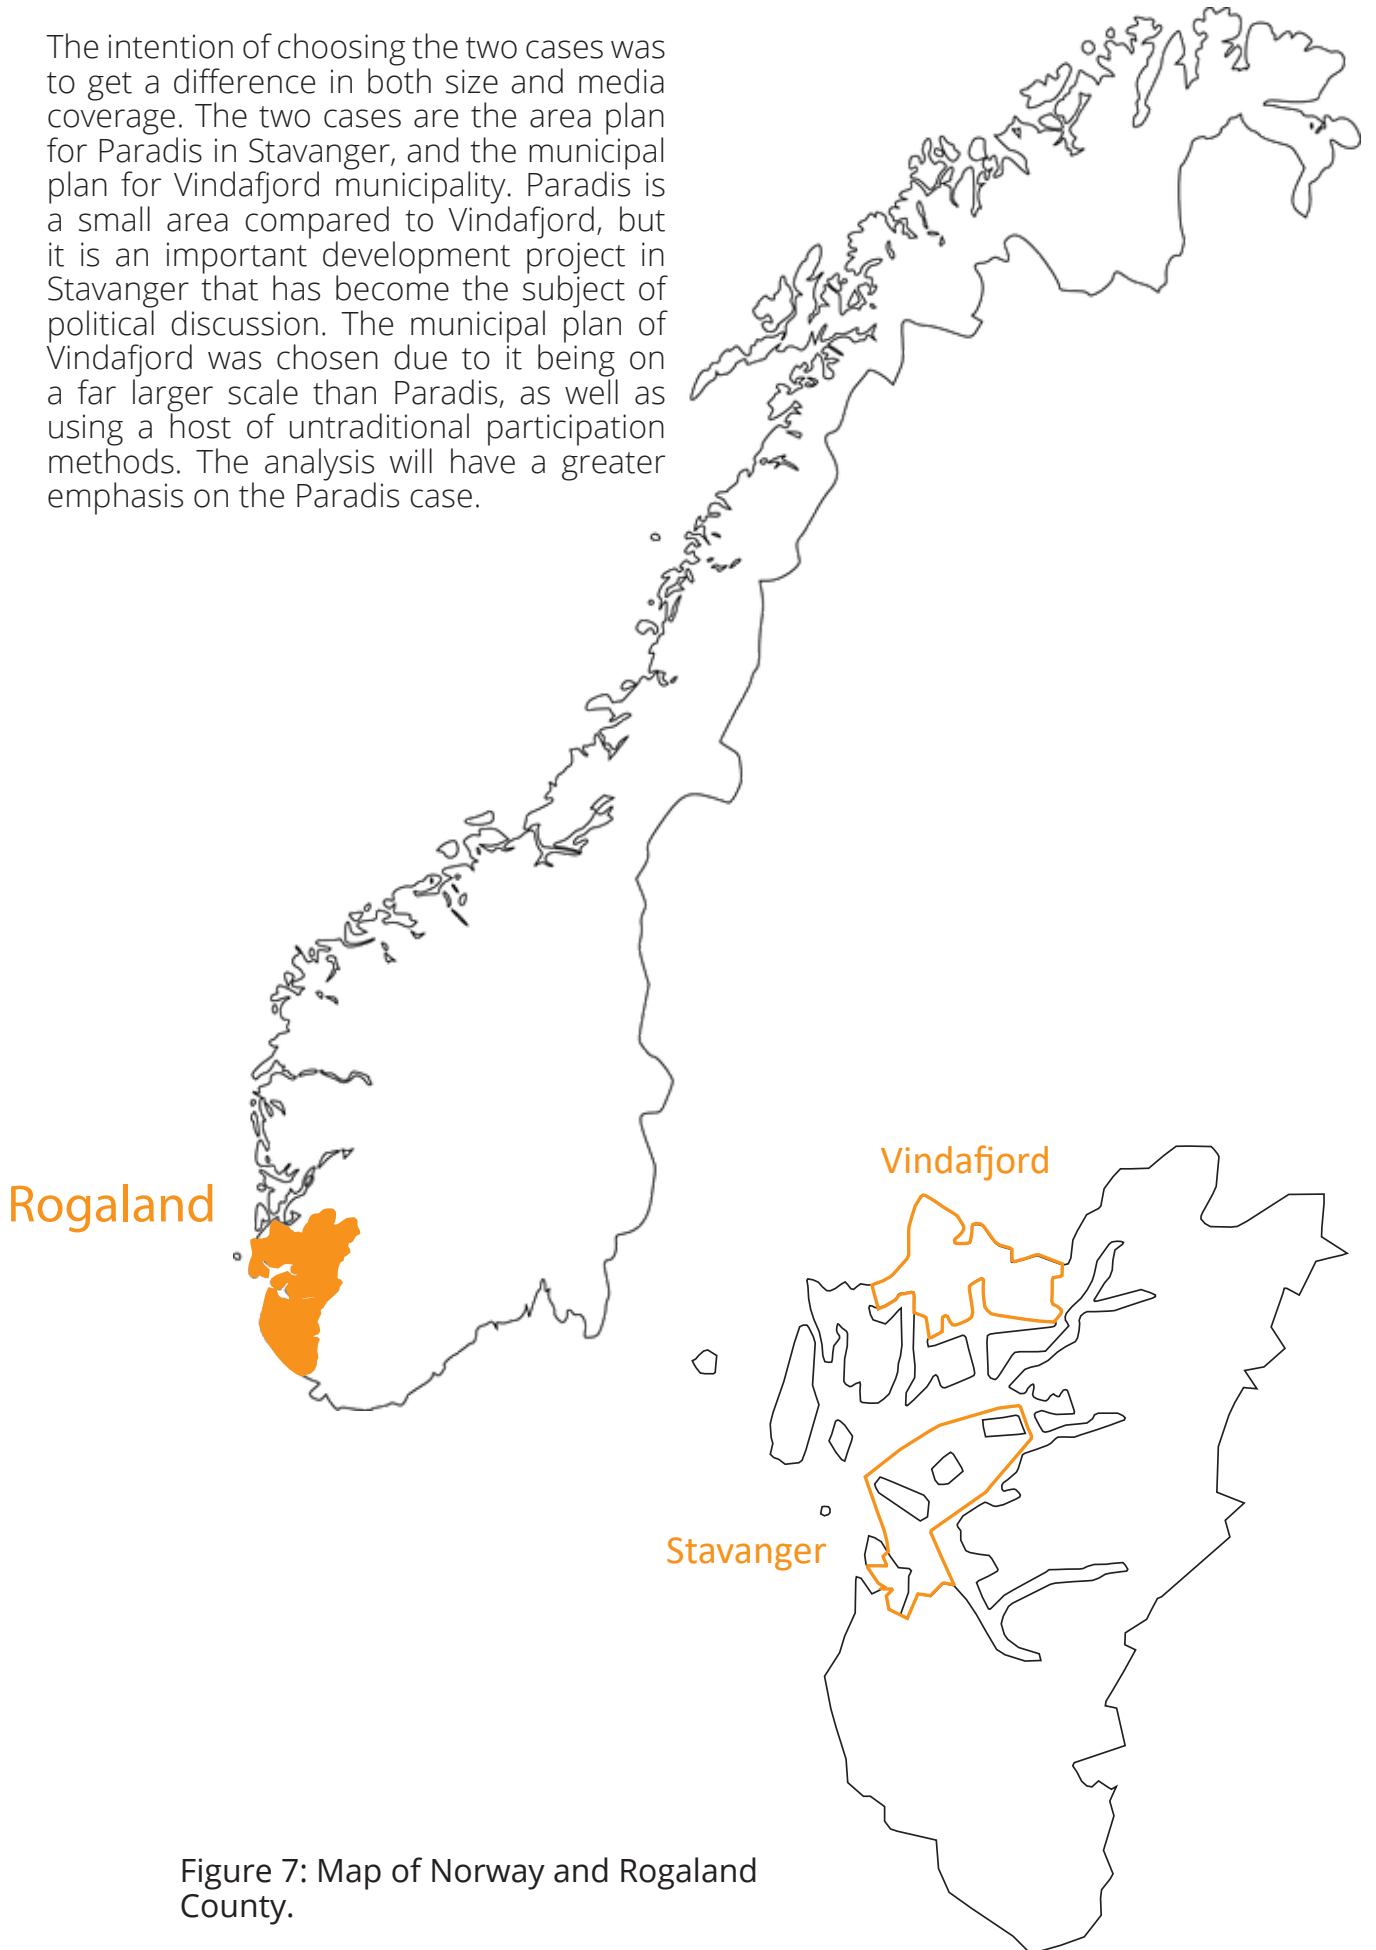 The intention of choosing the two cases was
to get a difference in both size and media
coverage. The two cases are the area plan
for Paradis in Stavanger, and the municipal
plan for Vindafjord municipality. Paradis is
a small area compared to Vindafjord, but
it is an important development project in
Stavanger that has become the subject of
political discussion. The municipal plan of
Vindafjord was chosen due to it being on
a far larger scale than Paradis, as well as
using a host of untraditional participation
methods. The analysis will have a greater
emphasis on the Paradis case.
Rogaland
Vindafjord
Stavanger
Figure 7: Map of Norway and Rogaland
County.